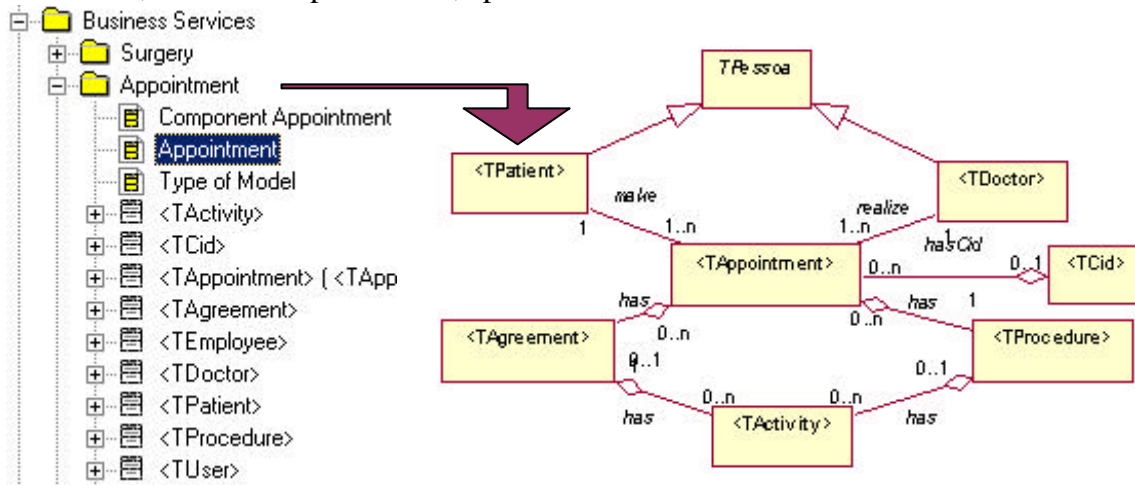 Business Services
Surgery
Appointment
Component Appointment
Appointment
Type of Model
<TActivity>
<TCid>
<TAppointment> ( <TApp
<TAgreement>
<TEmployee>
<TDoctor>
<TPatient>
<TProcedure>
<TUser>
TPessoa
<TPatient>
<TDoctor>
make
realize
1
1..n
1..n
1
hasCid
<TAppointment>
0..n
0..1
<TCid>
has
0..n
has
0..n
1
<TAgreement>
<TProcedure>
0..1
0..1
0..n
0..n
has
<TActivity>
has